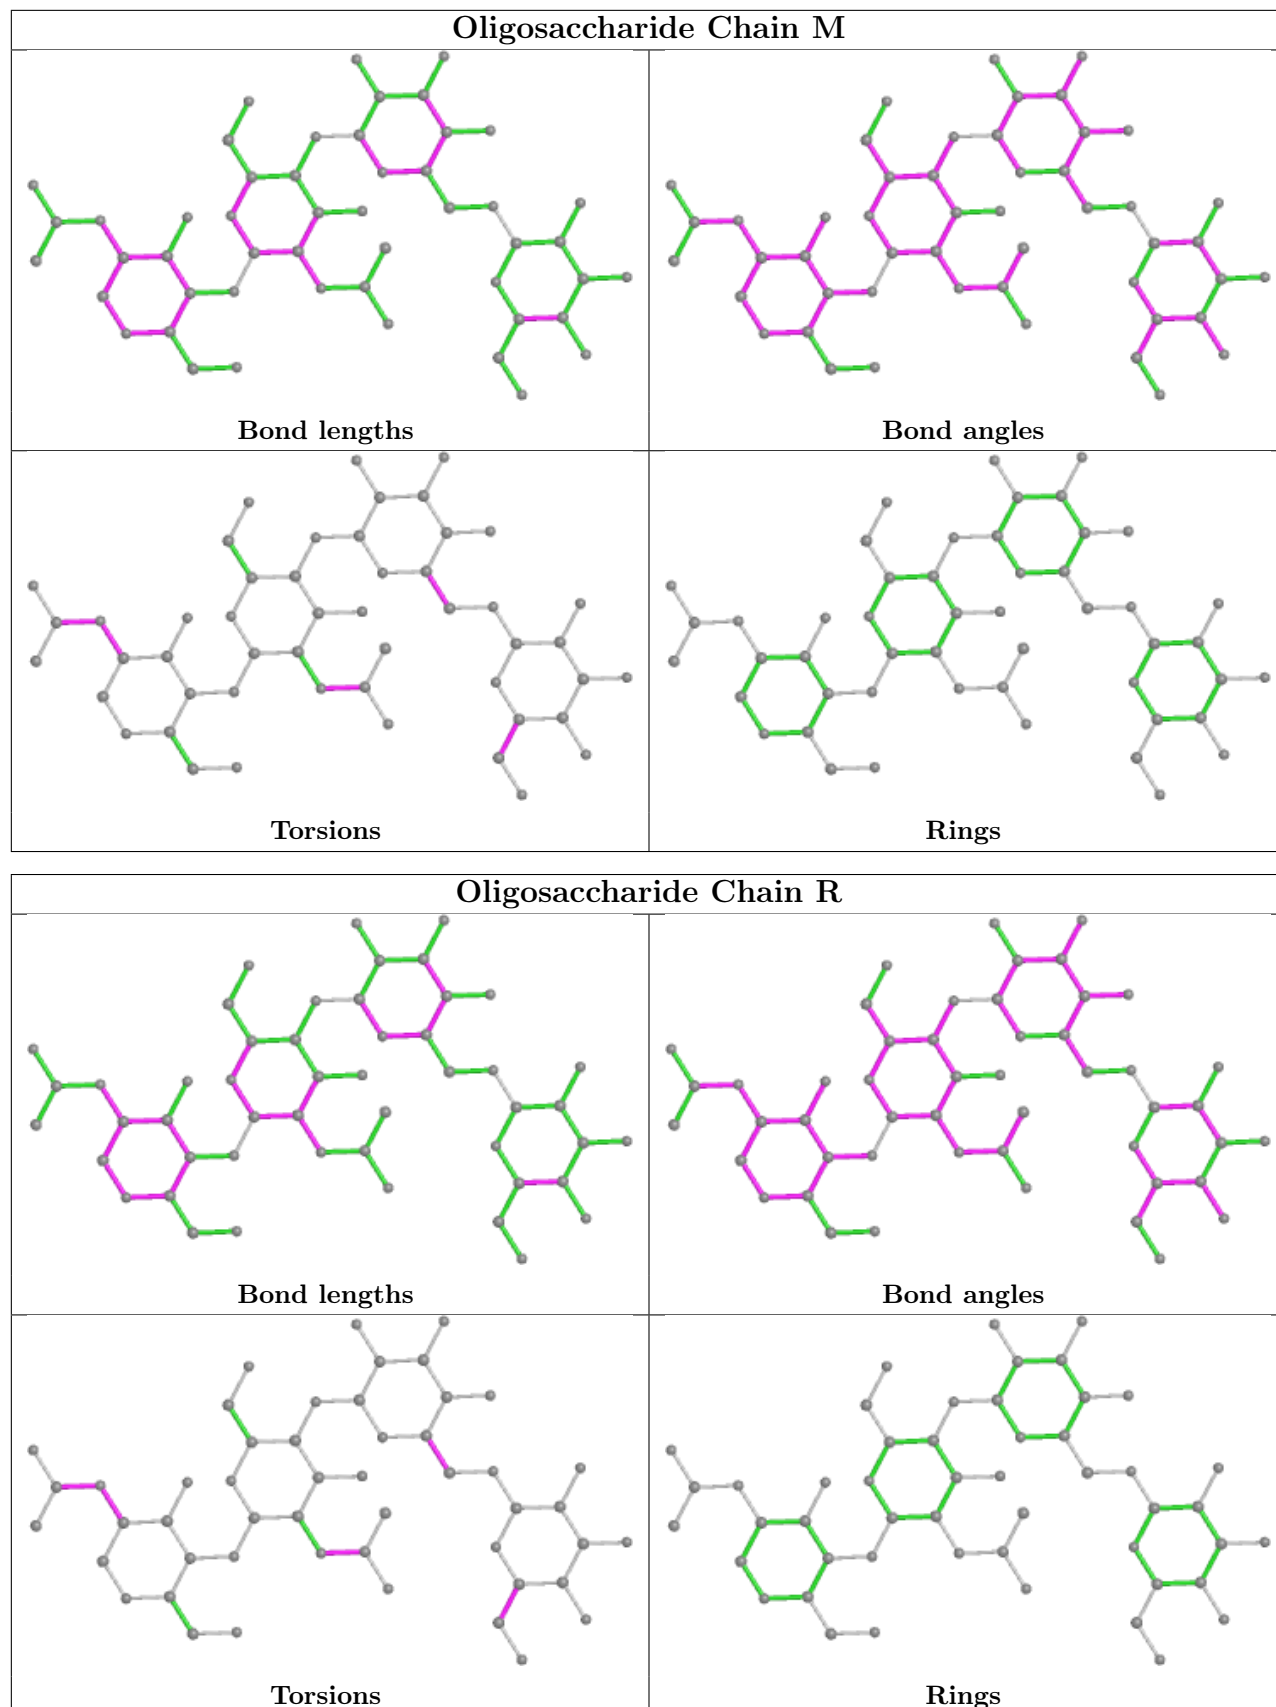 Oligosaccharide Chain M
Bond lengths
Bond angles
Torsions
Rings
Oligosaccharide Chain R
Bond lengths
Bond angles
Torsions
Rings